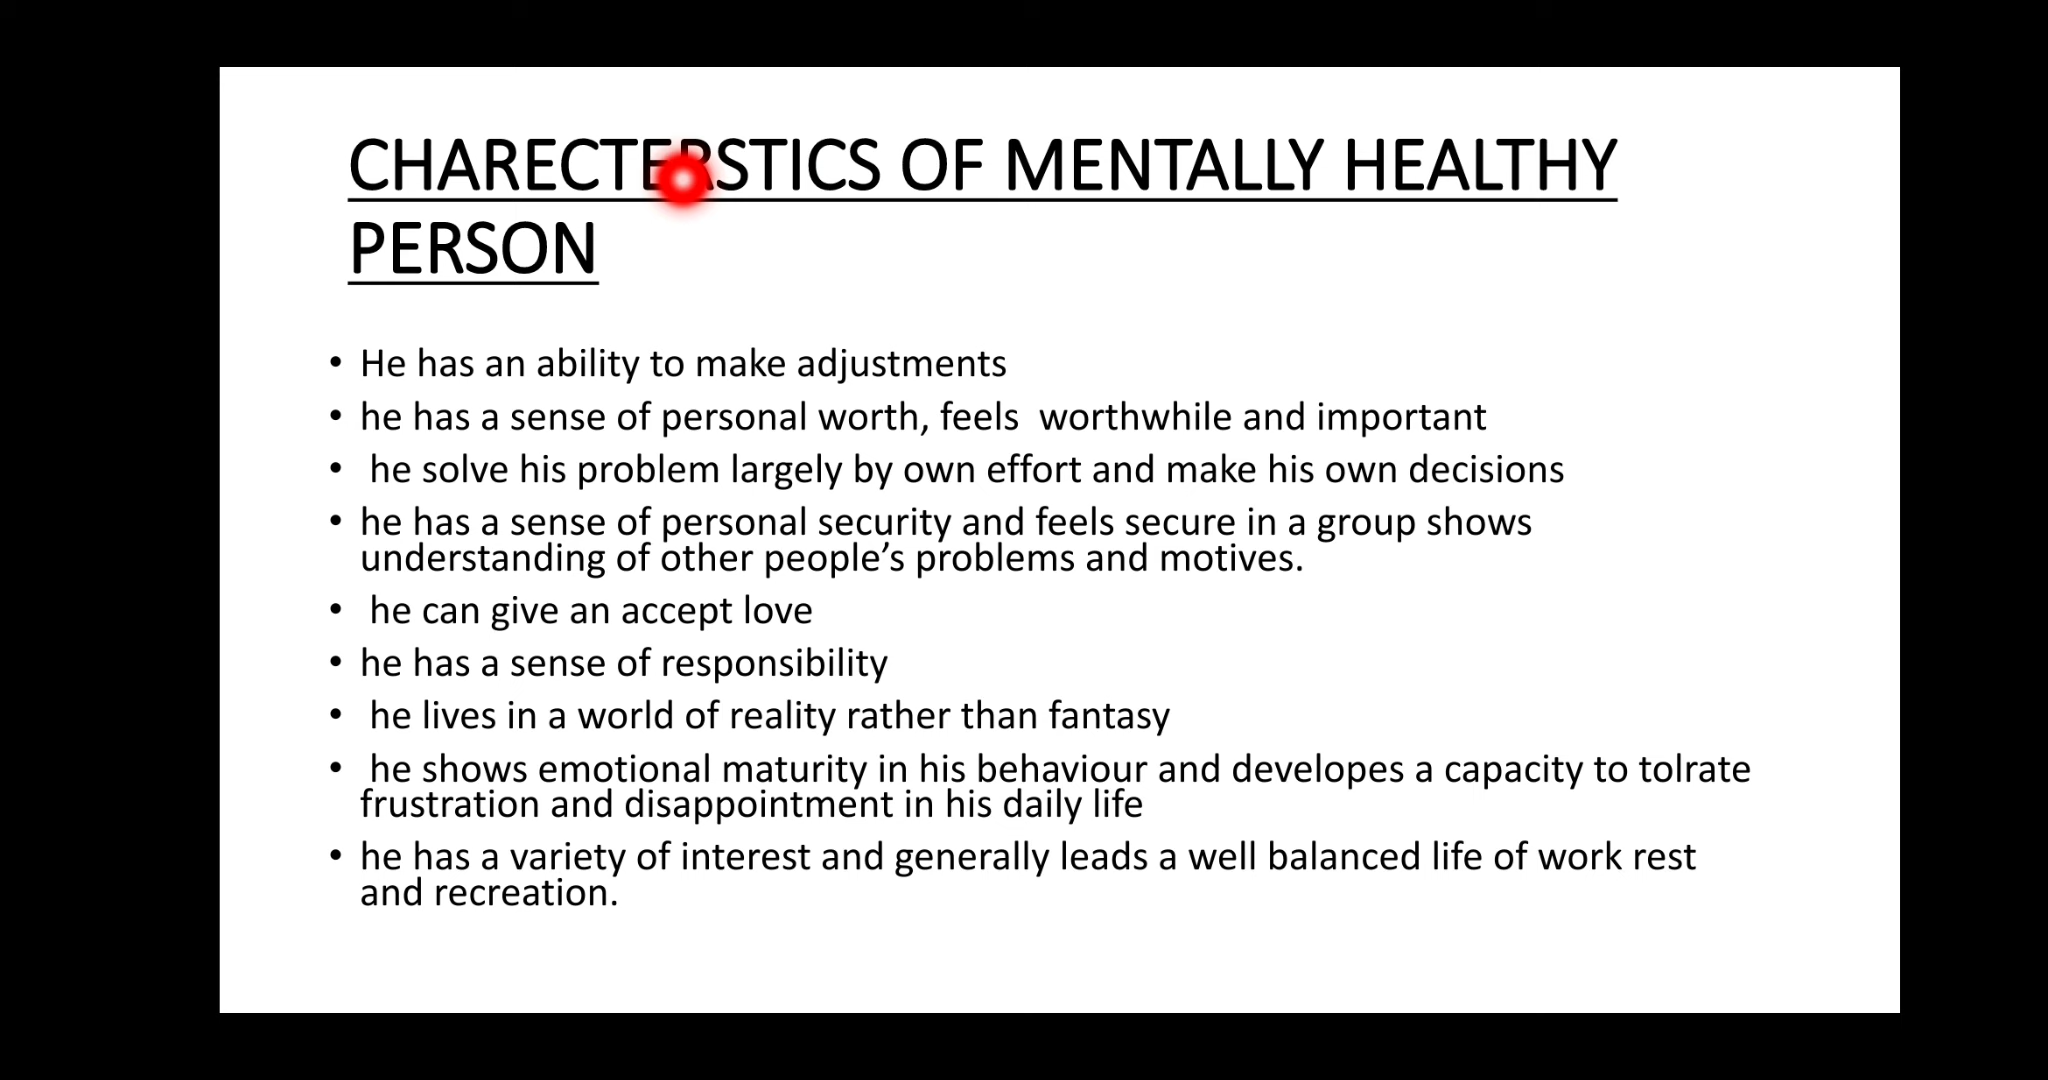 CHARECTERSTICS OF MENTALLY HEALTHY
PERSON
• He has an ability to make adjustments
• he has a sense of personal worth, feels  worthwhile and important
•  he solve his problem largely by own effort and make his own decisions
• he has a sense of personal security and feels secure in a group shows
understanding of other people’s problems and motives.
•  he can give an accept love
• he has a sense of responsibility
•  he lives in a world of reality rather than fantasy
•  he shows emotional maturity in his behaviour and developes a capacity to tolrate
frustration and disappointment in his daily life
• he has a variety of interest and generally leads a well balanced life of work rest
and recreation.